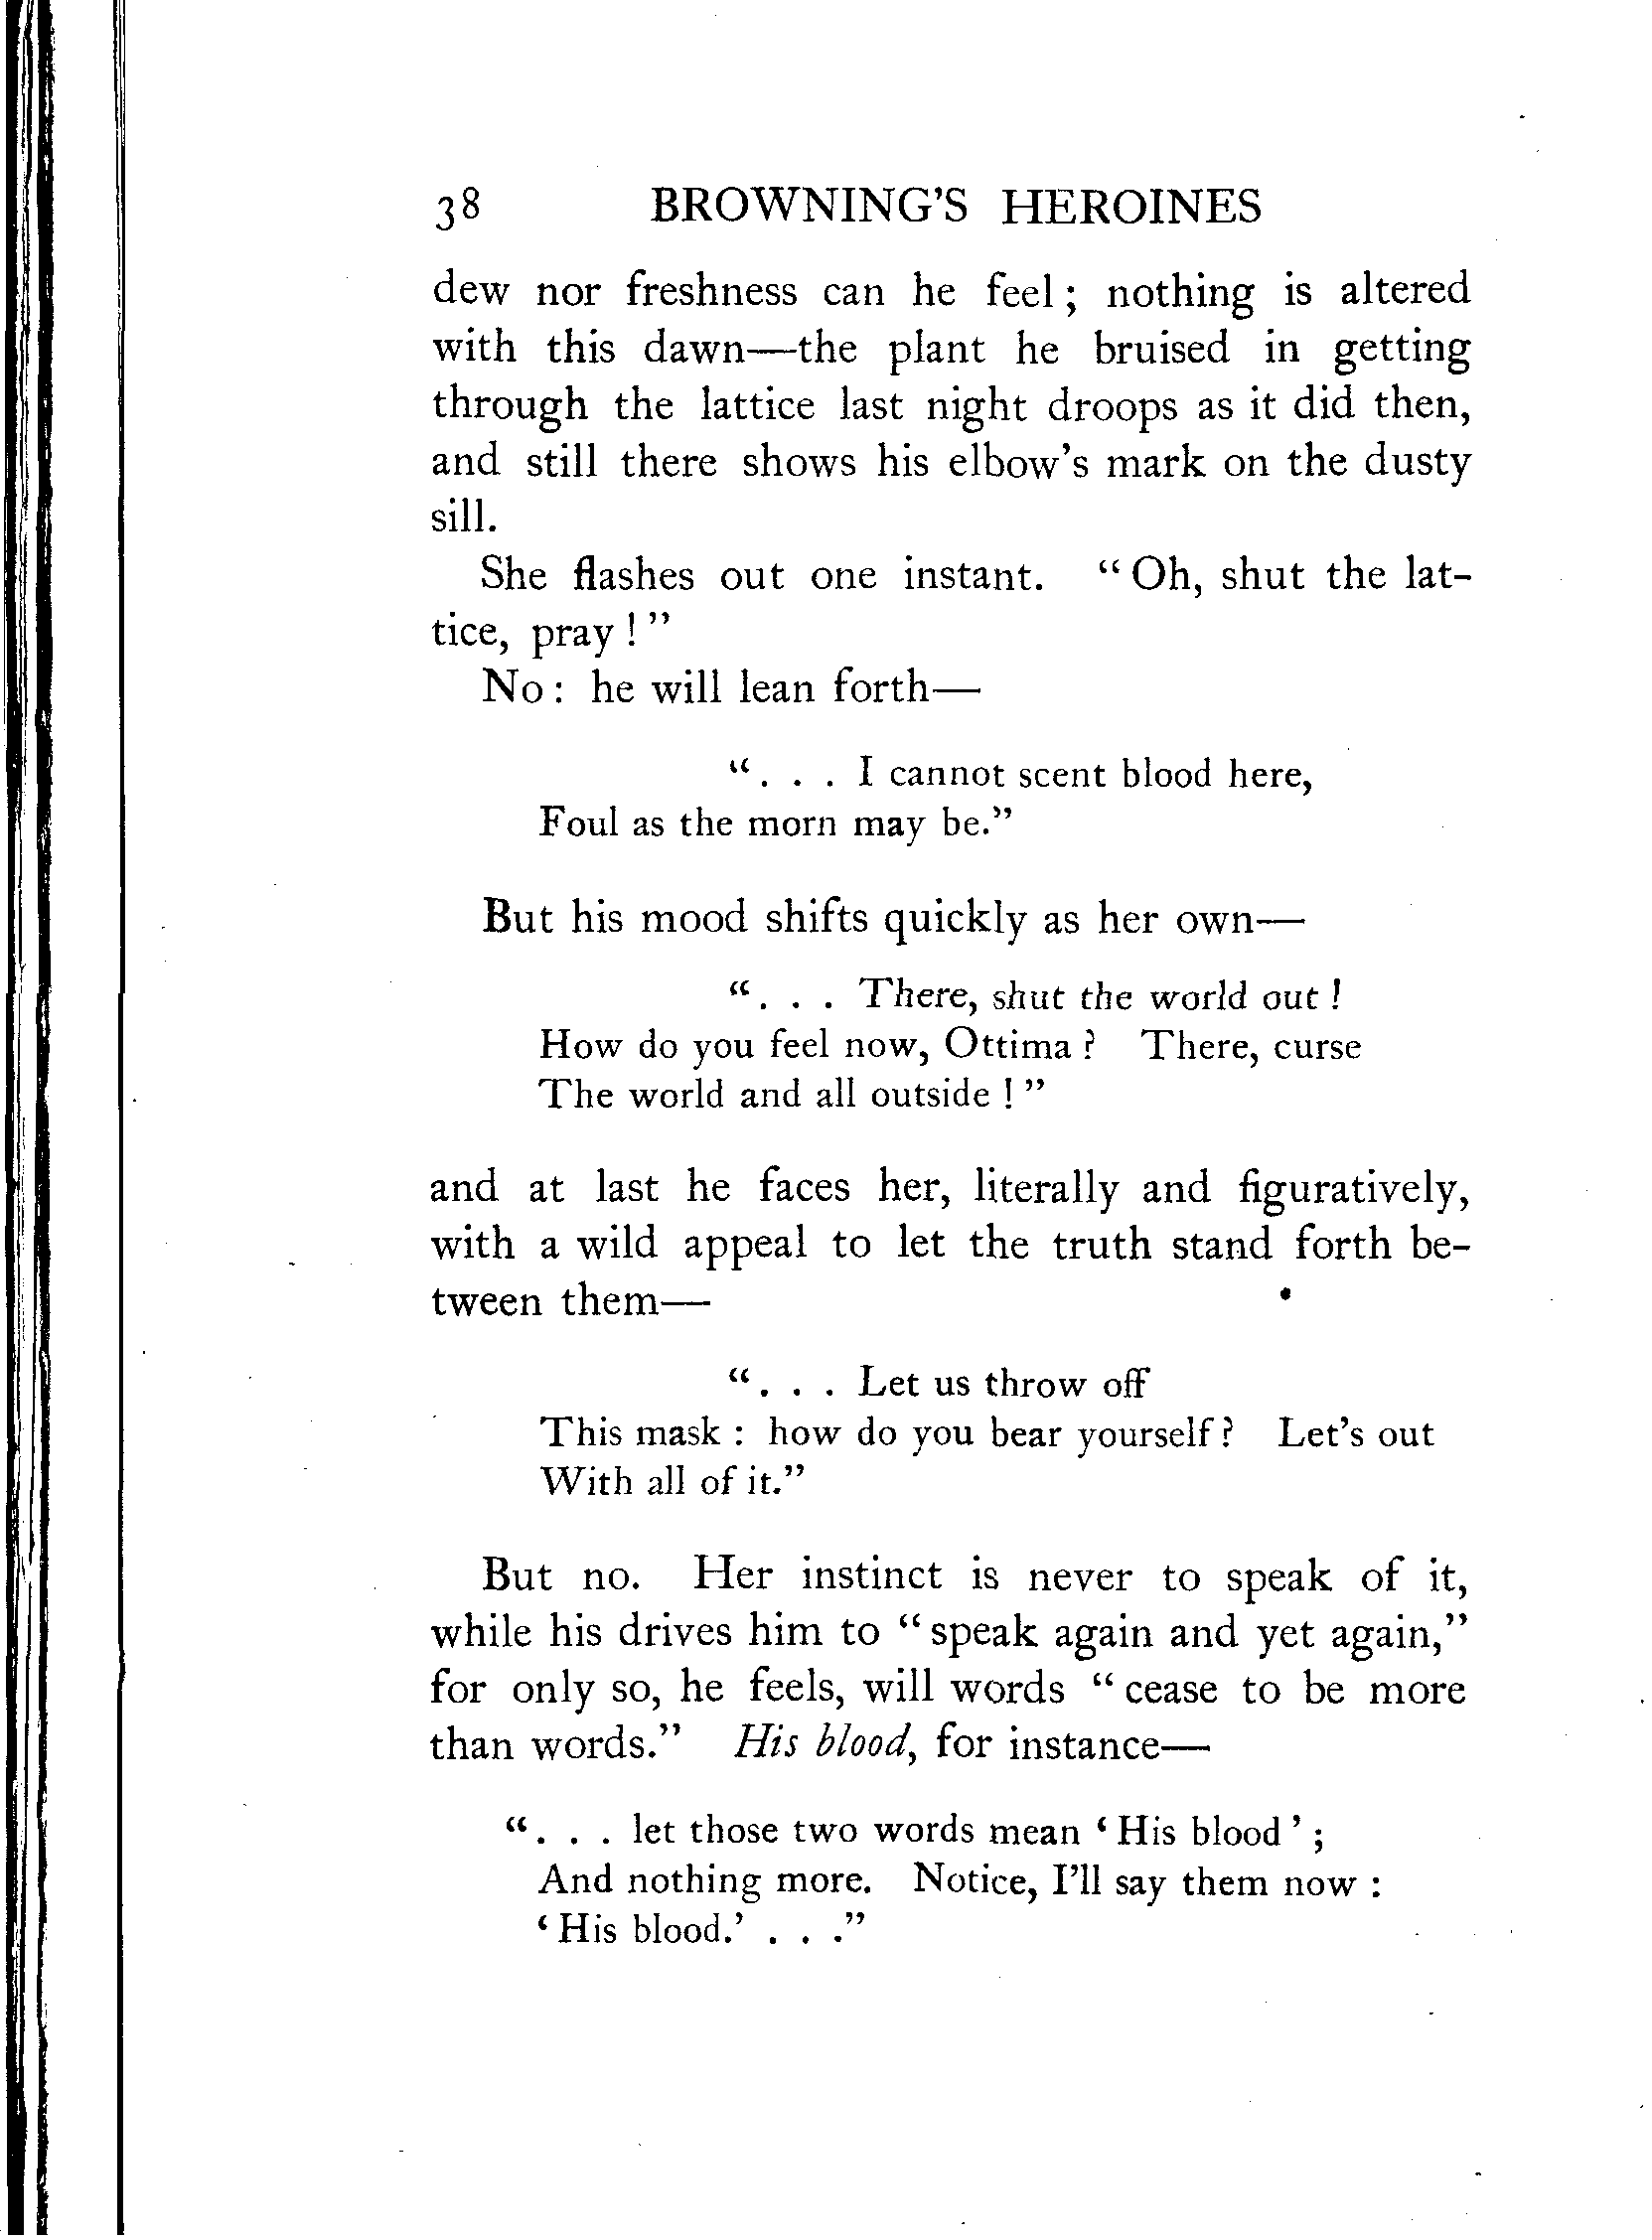 38 BROWNING'S HEROINES
dew nor freshness can he feel; nothing is altered
with this dawn—the plant he bruised in getting
through the lattice last night droops as it did then,
and still there shows his elbow's mark on the dusty
sill.
She flashes out one instant. "Oh, shut the lat-
tice, pray!"
No: he will lean forth—
". . . I cannot scent blood here,
Foul as the morn may be."
But his mood shifts quickly as her own—
". . . There, shut the world out!
How do you feel now, Ottima? There, curse
The world and all outside!"
and at last he faces her, literally and figuratively,
with a wild appeal to let the truth stand forth be-
tween them—
". . . Let us throw off
This mask: how do you bear yourself? Let's out
With all of it."
But no. Her instinct is never to speak of it,
while his drives him to "speak again and yet again,"
for only so, he feels, will words "cease to be more
than words." His blood, for instance—
". . . let those two words mean 'His blood';
And nothing more. Notice, I'll say them now:
'His blood.' . . ."